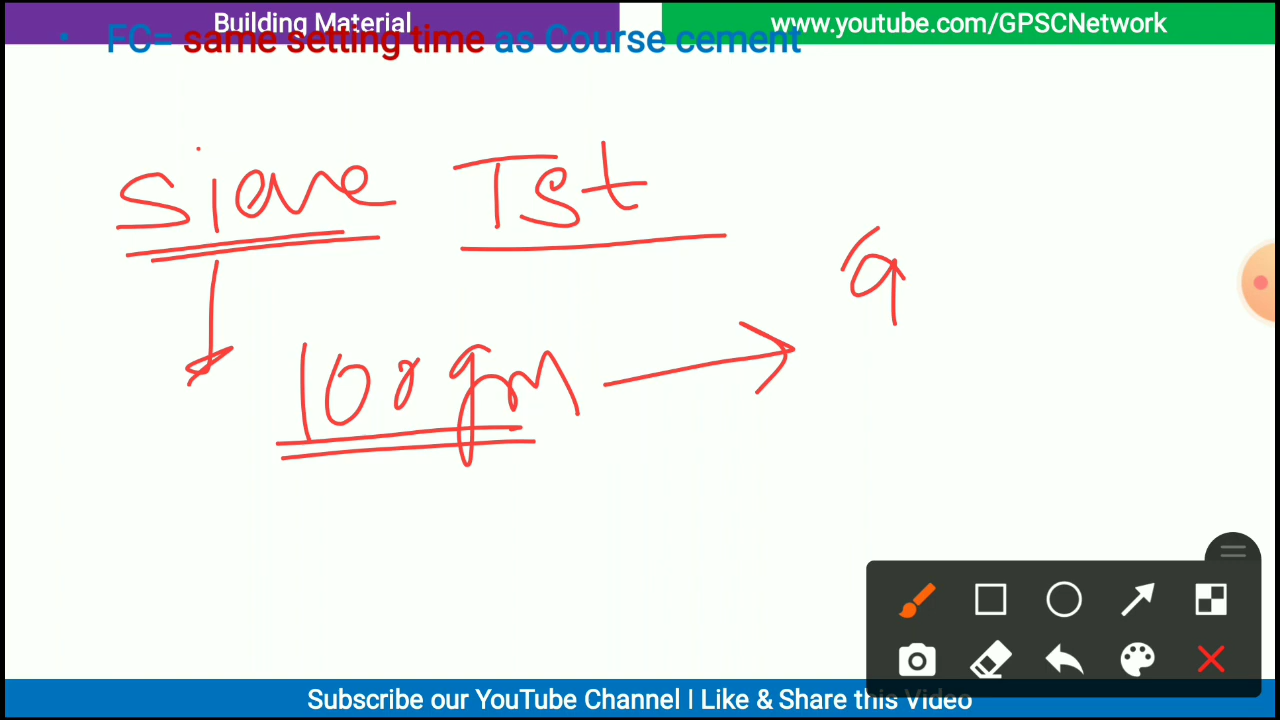 Building Material
www.youtube.com/GPSCNetwork
• FC= same setting time as Course cement
Sieve Test
100 gm
9
Subscribe our YouTube Channel I Like & Share this Video